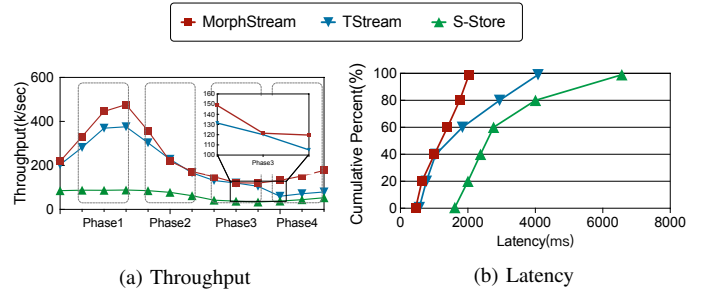 MorphStream TStream S-Store
Throughput(k/sec)
600
400
200
0
160
150
140
130
120
110
100
Phase3
Phase1 Phase2 Phase3 Phase4
(a) Throughput
Cumulative Percent(%)
100
80
60
40
20
0
0 2000 4000 6000 8000
Latency(ms)
(b) Latency